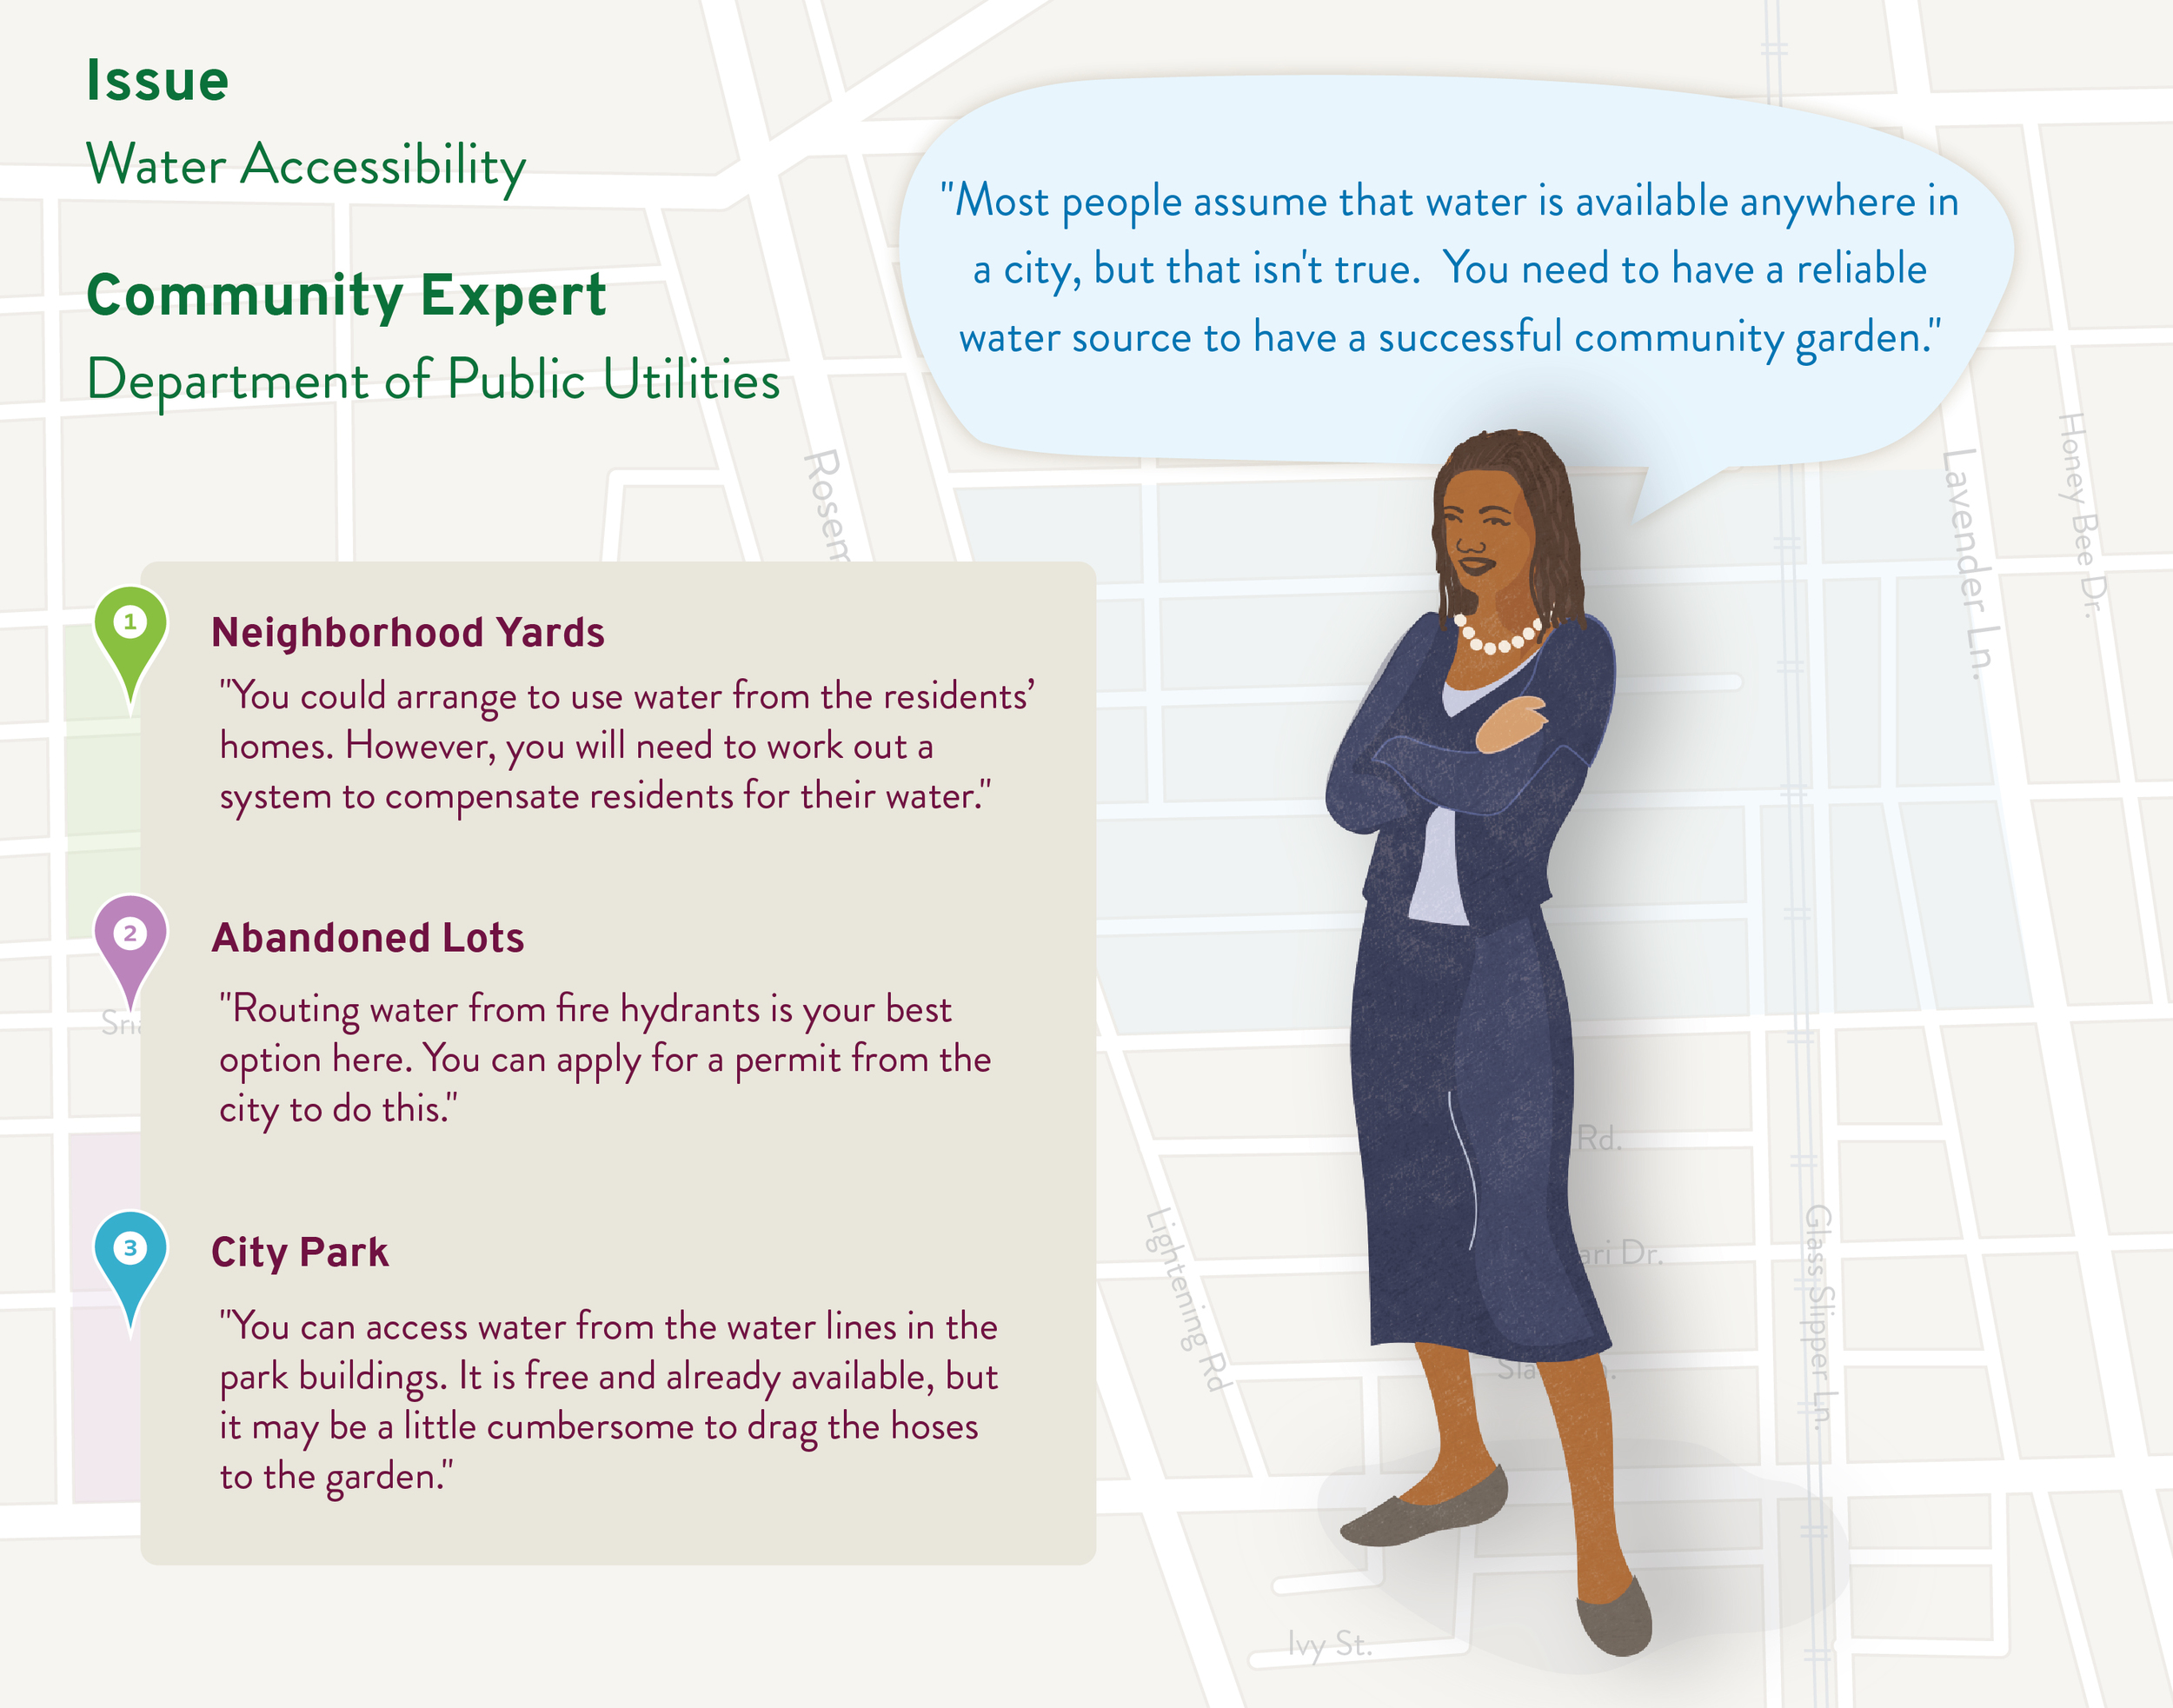 Issue
Water Accessibility
Community Expert
Department of Public Utilities
"Most people assume that water is available anywhere in
a city, but that isn't true.  You need to have a reliable
water source to have a successful community garden."
1
Neighborhood Yards
"You could arrange to use water from the residents’
homes. However, you will need to work out a
system to compensate residents for their water."
2
Abandoned Lots
"Routing water from fire hydrants is your best
option here. You can apply for a permit from the
city to do this."
3
City Park
"You can access water from the water lines in the
park buildings. It is free and already available, but
it may be a little cumbersome to drag the hoses
to the garden."
Lavender Ln.
Honey Bee Dr.
Rd.
Dr.
Lightening Rd
Glass Slipper Ln.
Ivy St.